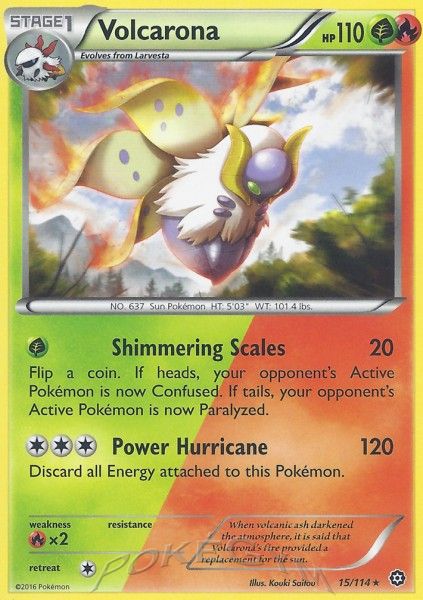 STAGE1
Volcarona
HP110
Evolves from Larvesta
NO. 637 Sun Pokémon HT: 5'03" WT: 101.4 lbs.
Shimmering Scales 20
Flip a coin. If heads, your opponent's Active
Pokémon is now Confused. If tails, your opponent's
Active Pokémon is now Paralyzed.
Power Hurricane 120
Discard all Energy attached to this Pokémon.
weakness resistance
×2
retreat
When volcanic ash darkened
the atmosphere, it is said that
Volcarona's fire provided a
replacement for the sun.
©2016 Pokémon
Illus. Kouki Saitou
15/114 ★